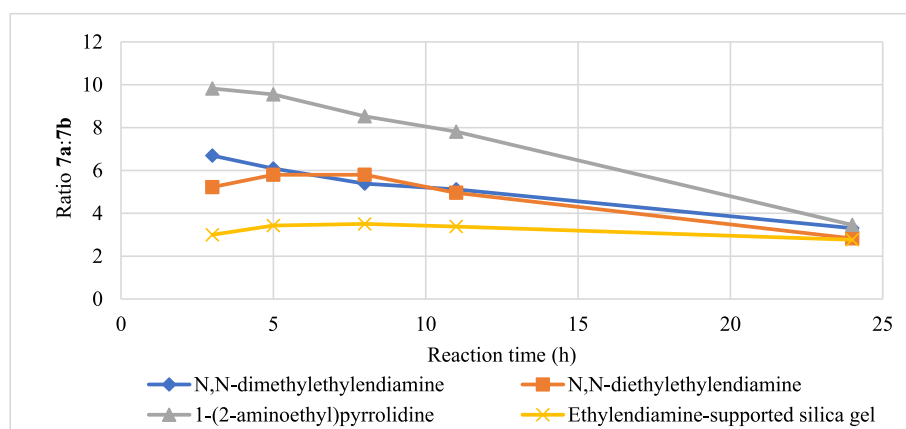 12
10
8
6
4
2
0
Ratio 7a:7b
0 5 10 15 20 25
Reaction time (h)
N,N-dimethylethylendiamine N,N-diethylethylendiamine
1-(2-aminoethyl)pyrrolidine Ethylendiamine-supported silica gel